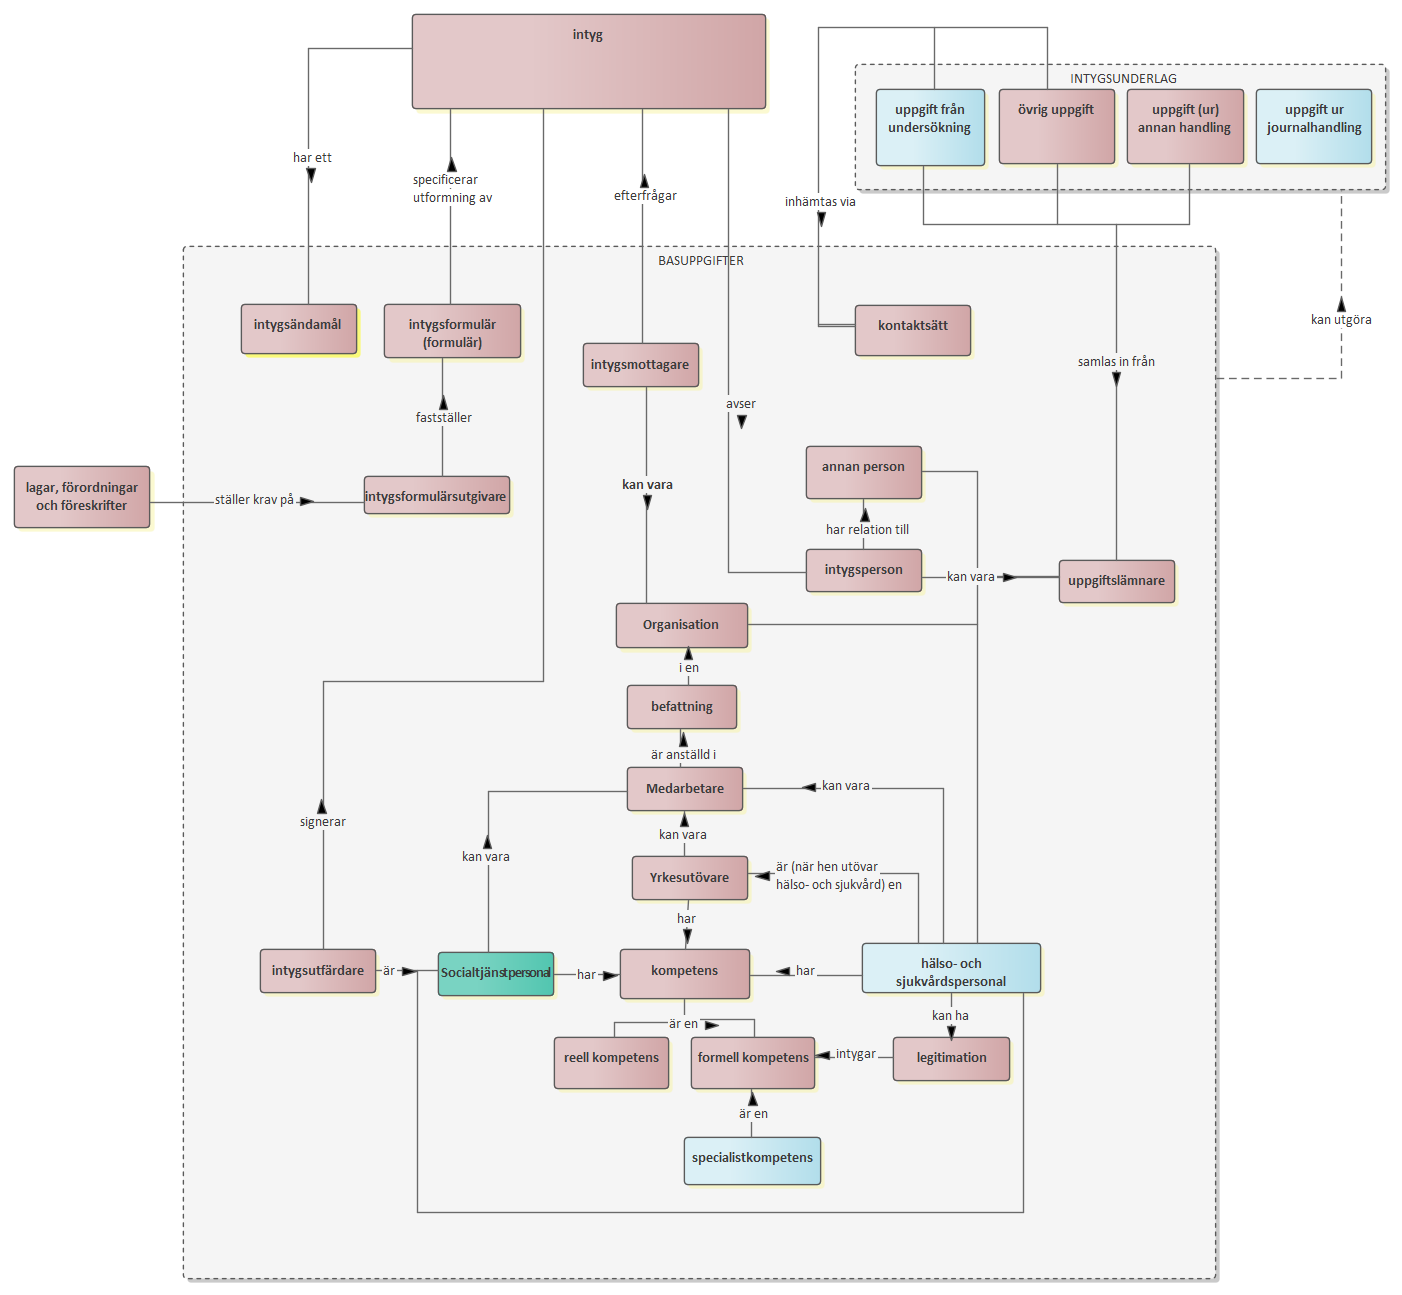 intyg
INTYGSUNDERLAG
uppgift från
undersökning
övrig uppgift
uppgift (ur)
annan handling
uppgift ur
journalhandling
har ett
specificerar
utformning av
efterfrågar
inhämtas via
BASUPPGIFTER
intygsändamål
intygsformulär
(formulär)
kontaktsätt
kan utgöra
intygsmottagare
samlas in från
avser
fastställer
annan person
lagar, förordningar
och föreskrifter
ställer krav på
intygsformulärsutgivare
kan vara
har relation till
intygsperson
kan vara
uppgiftslämnare
Organisation
i en
befattning
är anställd i
Medarbetare
kan vara
signerar
kan vara
kan vara
Yrkesutövare
är (när hen utövar
hälso- och sjukvård) en
har
intygsutfärdare
är
Socialtjänstpersonal
har
kompetens
har
hälso- och
sjukvårdspersonal
kan ha
är en
reell kompetens
formell kompetens
intygar
legitimation
är en
specialistkompetens